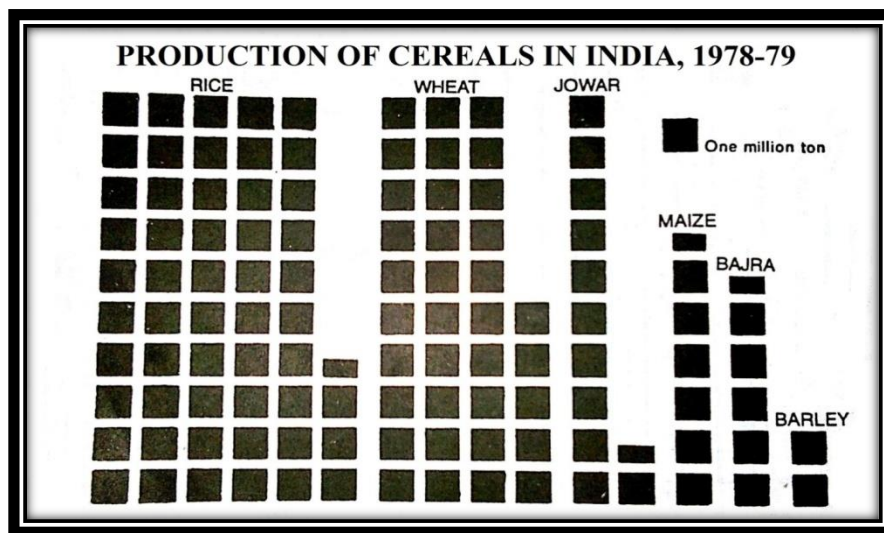 PRODUCTION OF CEREALS IN INDIA, 1978-79
RICE
WHEAT
JOWAR
One million ton
MAIZE
BAJRA
BARLEY